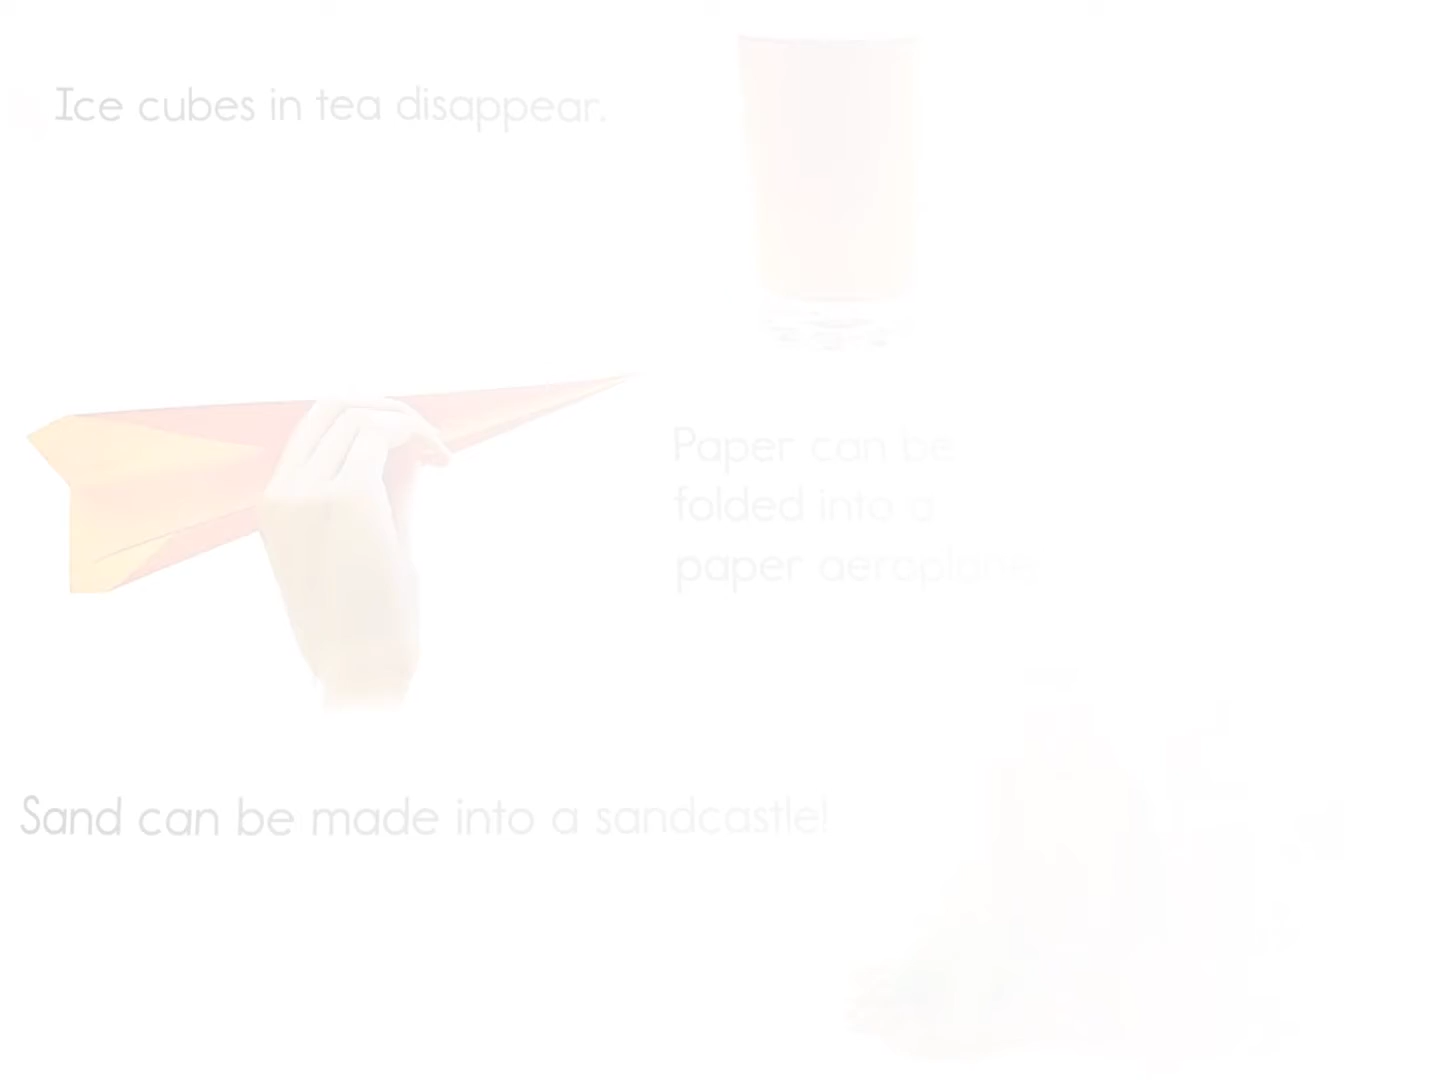 Ice cubes in tea disappear.
Paper can be
folded into a
paper aeroplane
Sand can be made into a sandcastle!